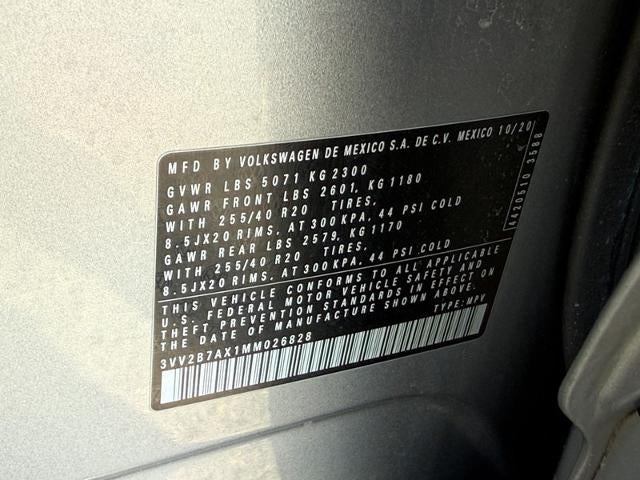 MFD BY VOLKSWAGEN DE MEXICO S.A. DE C.V. MEXICO 10/20
GVWR LBS 5071 KG 2300
GAWR FRONT LBS 2601, KG 1180
WITH 255/40 R20 TIRES,
8.5JX20 RIMS, AT 300 KPA, 44 PSI COLD
GAWR REAR LBS 2579, KG 1170
WITH 255/40 R20 TIRES,
8.5JX20 RIMS, AT 300 KPA, 44 PSI COLD
THIS VEHICLE CONFORMS TO ALL APPLICABLE
U.S. FEDERAL MOTOR VEHICLE SAFETY AND
THEFT PREVENTION STANDARDS IN EFFECT ON
THE DATE OF MANUFACTURE SHOWN ABOVE.
3VV2B7AX1MM026828 TYPE: MPV
4420510 3588